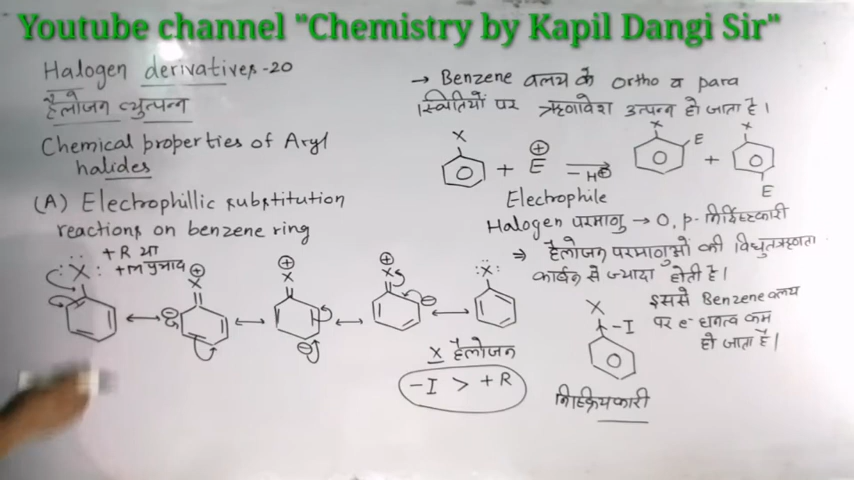 Youtube channel "Chemistry by Kapil Dangi Sir"
Halogen derivatives-20
हैलोजन व्युत्पन्न
Chemical properties of Aryl
halides
(A) Electrophillic substitution
reactions on benzene ring
+R या
+M प्रभाव
:X:
⊕
X
⊕
X
⊕
X
:X:
⊖
⊖
⊖
X हैलोजन
-I > +R
→ Benzene वलय के ortho व para
स्थितियों पर ऋणावेश उत्पन्न हो जाता है।
X
+
⊕
E
-H⊕
X
E
+
X
E
Electrophile
Halogen परमाणु → O, p-निर्देशकारी
⇒ हैलोजन परमाणुओं की विधुतऋणता
कार्बन से ज्यादा होती है।
X
-I
इससे Benzene वलय
पर e- घनत्व कम
हो जाता है।
निष्क्रियकारी